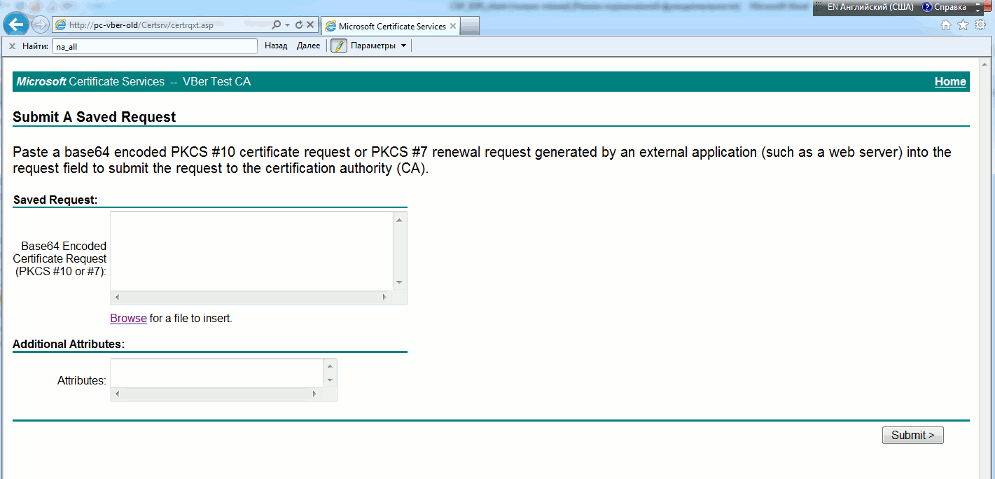 EN Английский (США) Справка
http://pc-vber-old/Certsrv/certrqxt.asp
Microsoft Certificate Services
Найти: na_all Назад Далее Параметры
Microsoft Certificate Services -- VBer Test CA Home
Submit A Saved Request
Paste a base64 encoded PKCS #10 certificate request or PKCS #7 renewal request generated by an external application (such as a web server) into the
request field to submit the request to the certification authority (CA).
Saved Request:
Base64 Encoded
Certificate Request
(PKCS #10 or #7):
Browse for a file to insert.
Additional Attributes:
Attributes:
Submit >